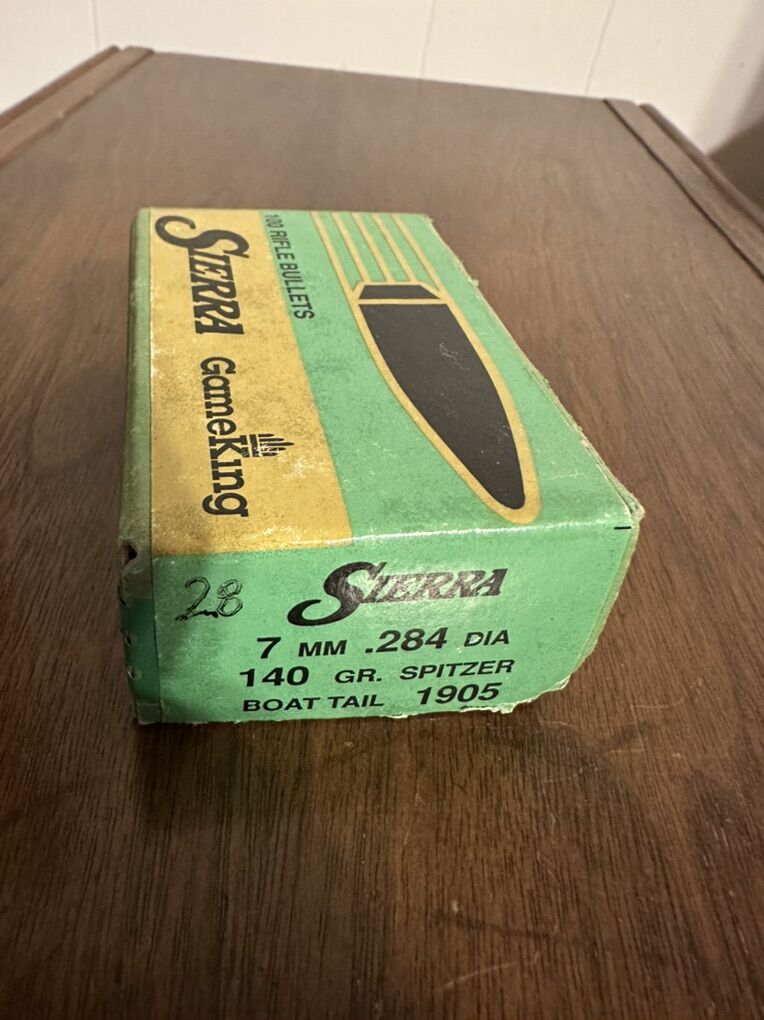 100 RIFLE BULLETS
SIERRA GameKing
28
SIERRA
7 MM .284 DIA
140 GR. SPITZER
BOAT TAIL 1905